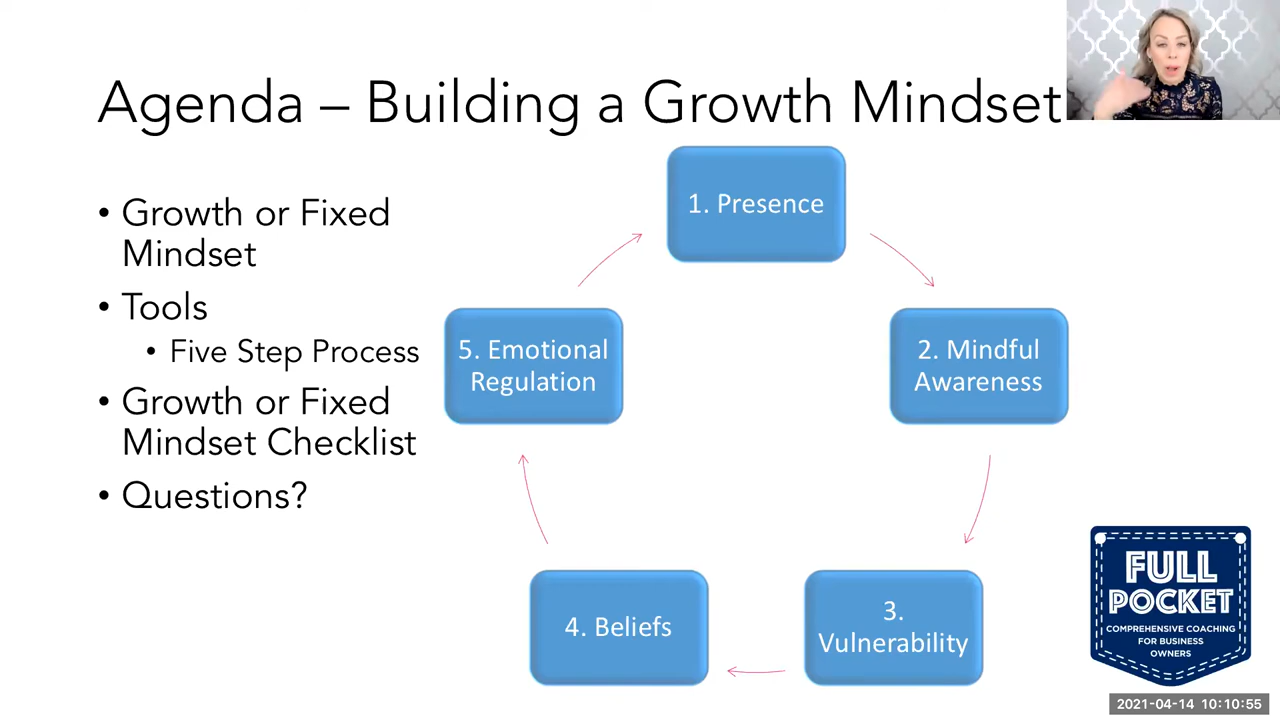 Agenda – Building a Growth Mindset
• Growth or Fixed
Mindset
• Tools
• Five Step Process
• Growth or Fixed
Mindset Checklist
• Questions?
1. Presence
2. Mindful
Awareness
3.
Vulnerability
4. Beliefs
5. Emotional
Regulation
FULL
POCKET
COMPREHENSIVE COACHING
FOR BUSINESS
OWNERS
2021-04-14 10:10:55